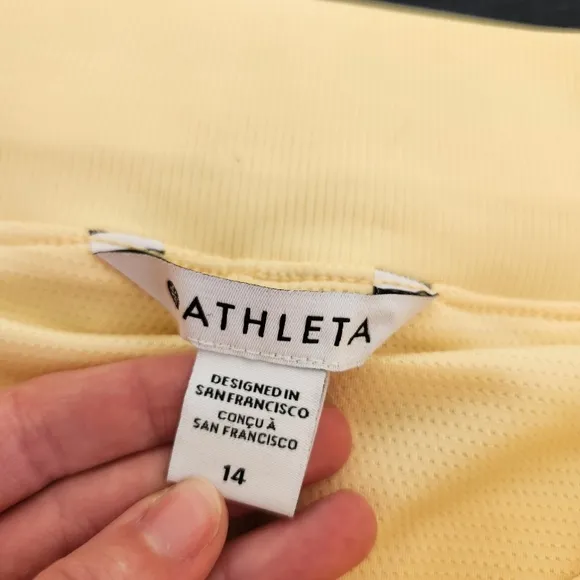 ATHLETA
DESIGNED IN
SAN FRANCISCO
CONÇU À
SAN FRANCISCO
14